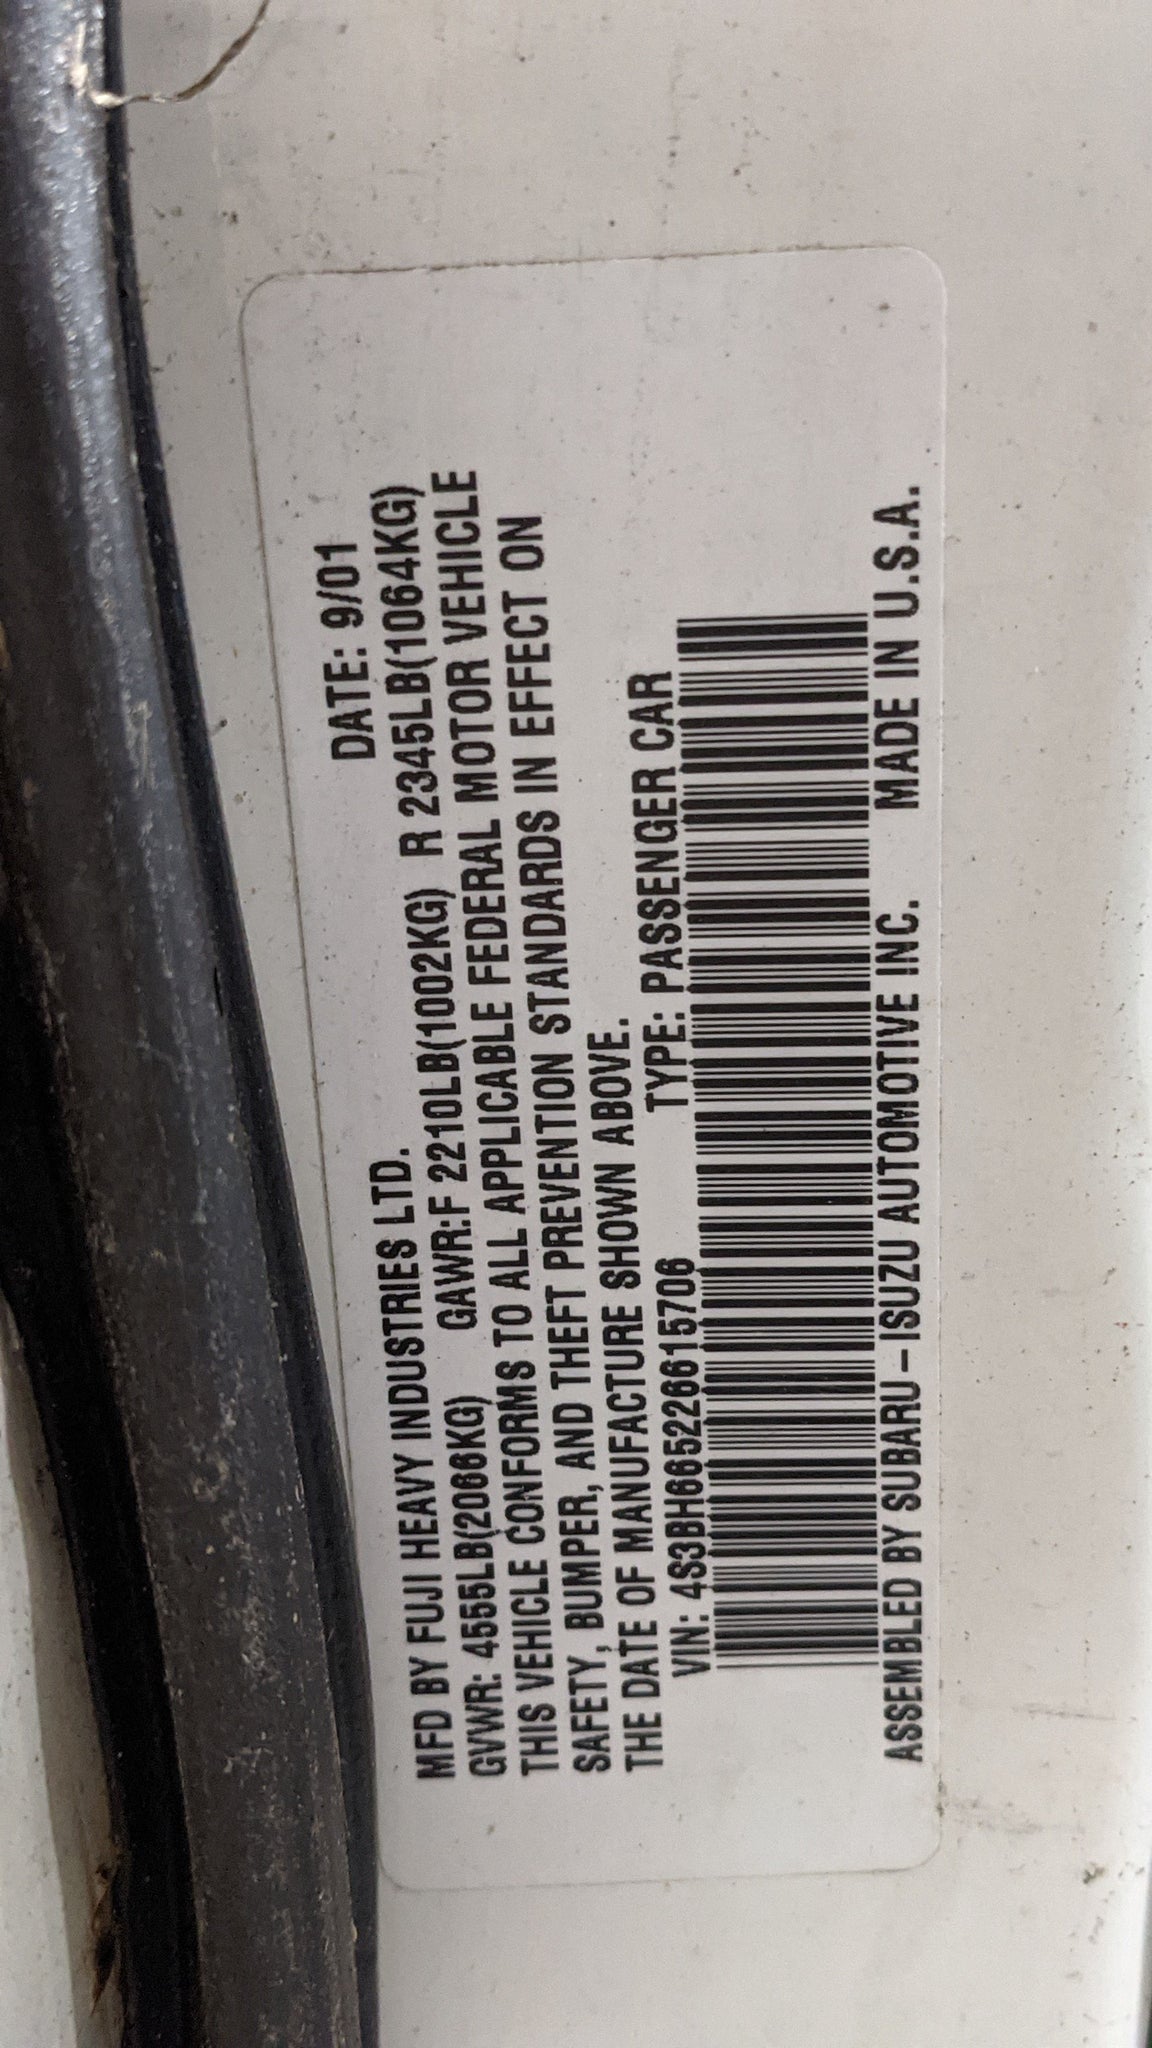 MFD BY FUJI HEAVY INDUSTRIES LTD. DATE: 9/01
GVWR: 4555LB(2066KG) GAWR:F 2210LB(1002KG) R 2345LB(1064KG)
THIS VEHICLE CONFORMS TO ALL APPLICABLE FEDERAL MOTOR VEHICLE
SAFETY, BUMPER, AND THEFT PREVENTION STANDARDS IN EFFECT ON
THE DATE OF MANUFACTURE SHOWN ABOVE.
VIN: 4S3BH665226615706 TYPE: PASSENGER CAR
ASSEMBLED BY SUBARU-ISUZU AUTOMOTIVE INC. MADE IN U.S.A.